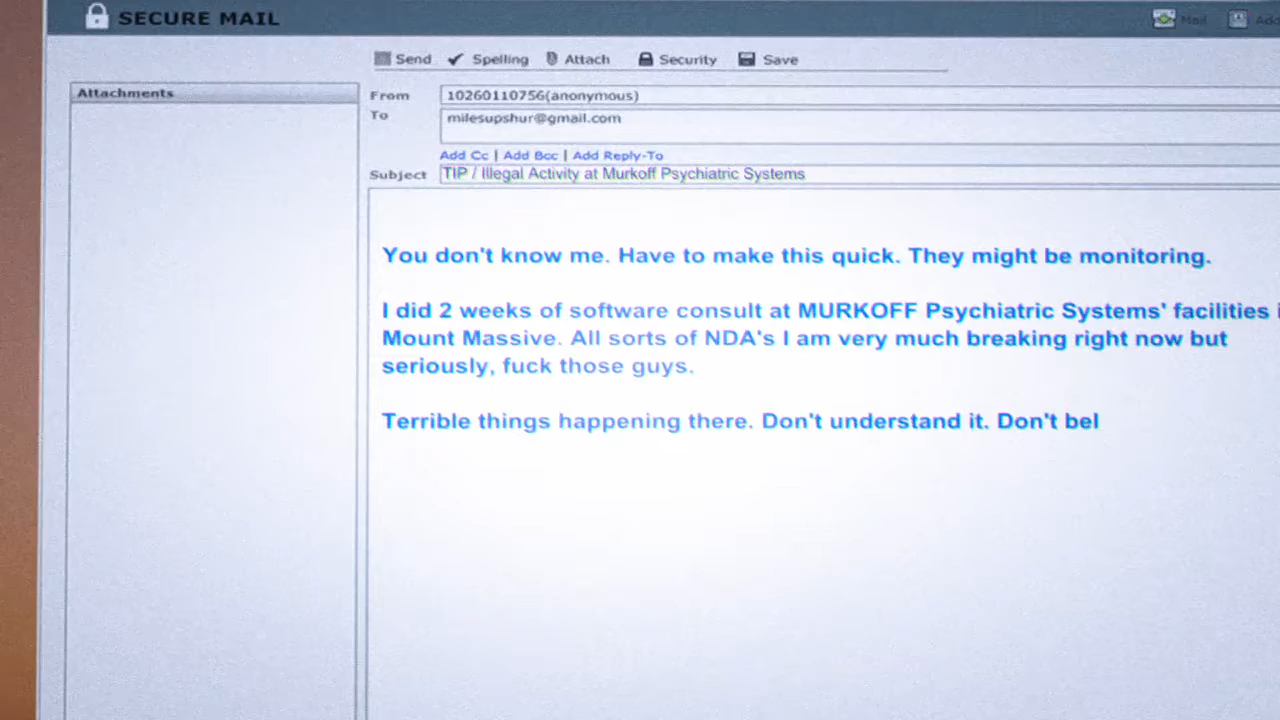 SECURE MAIL
Mail
Send Spelling Attach Security Save
Attachments
From 10260110756(anonymous)
To milesupshur@gmail.com
Add Cc | Add Bcc | Add Reply-To
Subject TIP / Illegal Activity at Murkoff Psychiatric Systems
You don't know me. Have to make this quick. They might be monitoring.
I did 2 weeks of software consult at MURKOFF Psychiatric Systems' facilities
Mount Massive. All sorts of NDA's I am very much breaking right now but
seriously, fuck those guys.
Terrible things happening there. Don't understand it. Don't bel